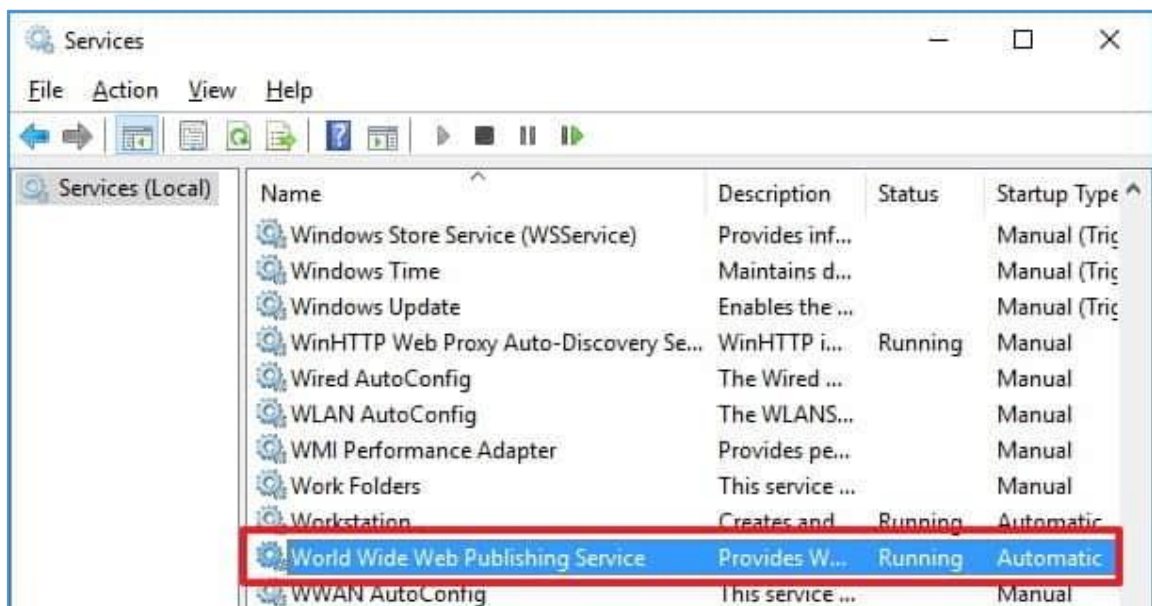 Services
File Action View Help
Services (Local)
Name Description Status Startup Type
Windows Store Service (WSService) Provides inf... Manual (Trig
Windows Time Maintains d... Manual (Trig
Windows Update Enables the ... Manual (Trig
WinHTTP Web Proxy Auto-Discovery Se... WinHTTP i... Running Manual
Wired AutoConfig The Wired ... Manual
WLAN AutoConfig The WLANS... Manual
WMI Performance Adapter Provides pe... Manual
Work Folders This service ... Manual
Workstation Creates and Running Automatic
World Wide Web Publishing Service Provides W... Running Automatic
WWAN AutoConfig This service ... Manual